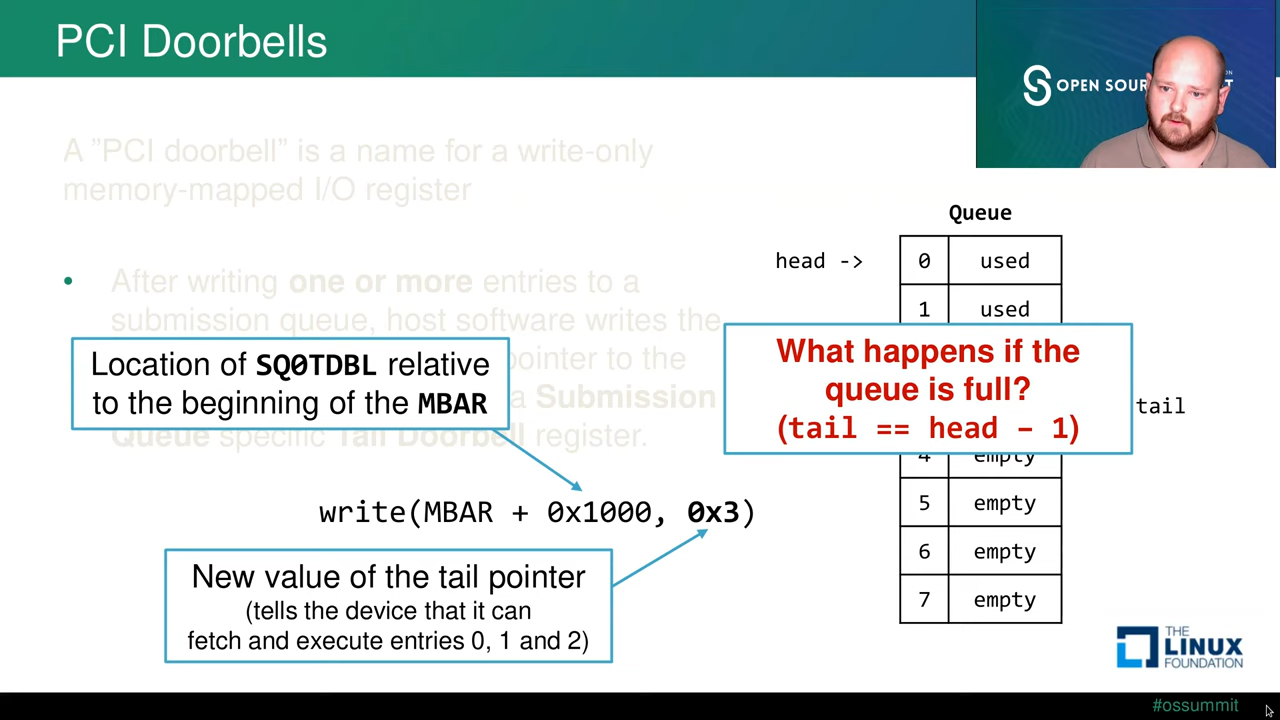 PCI Doorbells
OPEN SOUR
T
A ”PCI doorbell” is a name for a write-only
memory-mapped I/O register
• After writing one or more entries to a
submission queue, host software writes the
pointer to the
a Submission
Queue specific Tail Doorbell register.
Location of SQ0TDBL relative
to the beginning of the MBAR
write(MBAR + 0x1000, 0x3)
New value of the tail pointer
(tells the device that it can
fetch and execute entries 0, 1 and 2)
Queue
head -> 0 used
1 used
What happens if the
queue is full?
(tail == head – 1)
tail
4 empty
5 empty
6 empty
7 empty
THE
LINUX
FOUNDATION
#ossummit